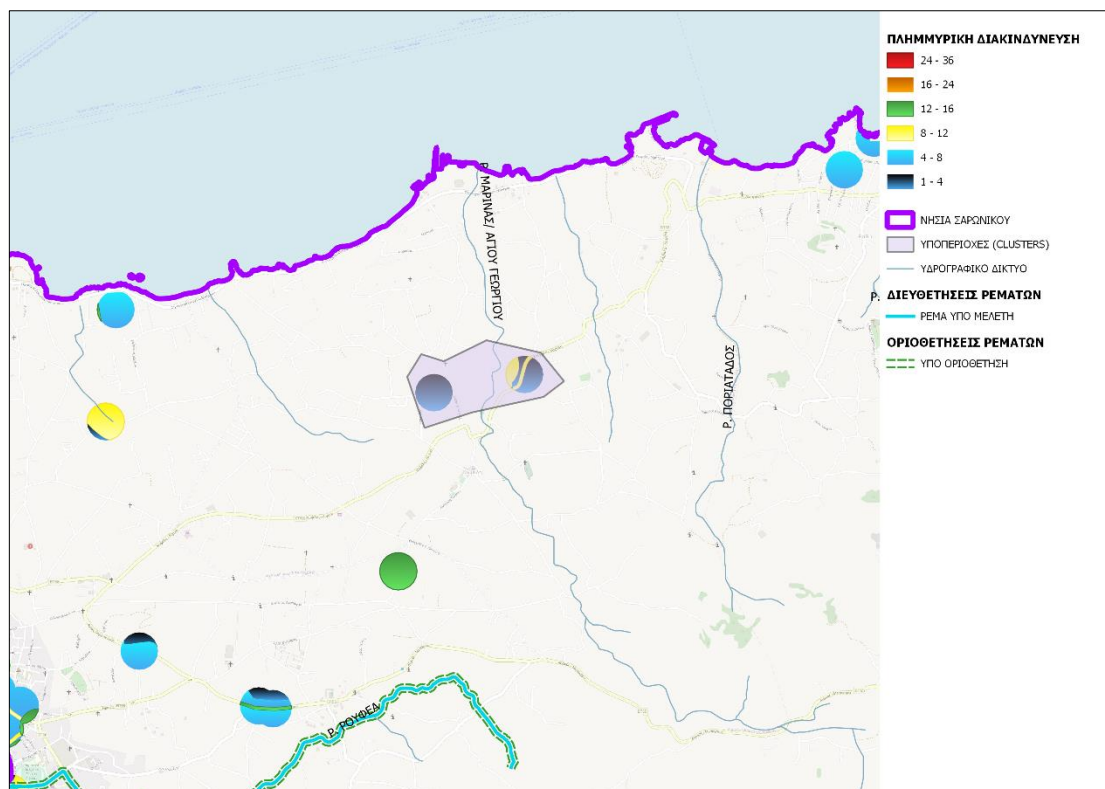 ΠΛΗΜΜΥΡΙΚΗ ΔΙΑΚΙΝΔΥΝΕΥΣΗ
24 - 36
16 - 24
12 - 16
8 - 12
4 - 8
1 - 4
ΝΗΣΙΑ ΣΑΡΩΝΙΚΟΥ
ΥΠΟΠΕΡΙΟΧΕΣ (CLUSTERS)
ΥΔΡΟΓΡΑΦΙΚΟ ΔΙΚΤΥΟ
ΔΙΕΥΘΕΤΗΣΕΙΣ ΡΕΜΑΤΩΝ
ΡΕΜΑ ΥΠΟ ΜΕΛΕΤΗ
ΟΡΙΟΘΕΤΗΣΕΙΣ ΡΕΜΑΤΩΝ
ΥΠΟ ΟΡΙΟΘΕΤΗΣΗ
Ρ. ΜΑΡΙΝΑΣ/ ΑΓΙΟΥ ΓΕΩΡΓΙΟΥ
Ρ. ΠΟΡΙΑΤΑΔΟΣ
Ρ.
Ρ. ΡΟΥΦΕΛ